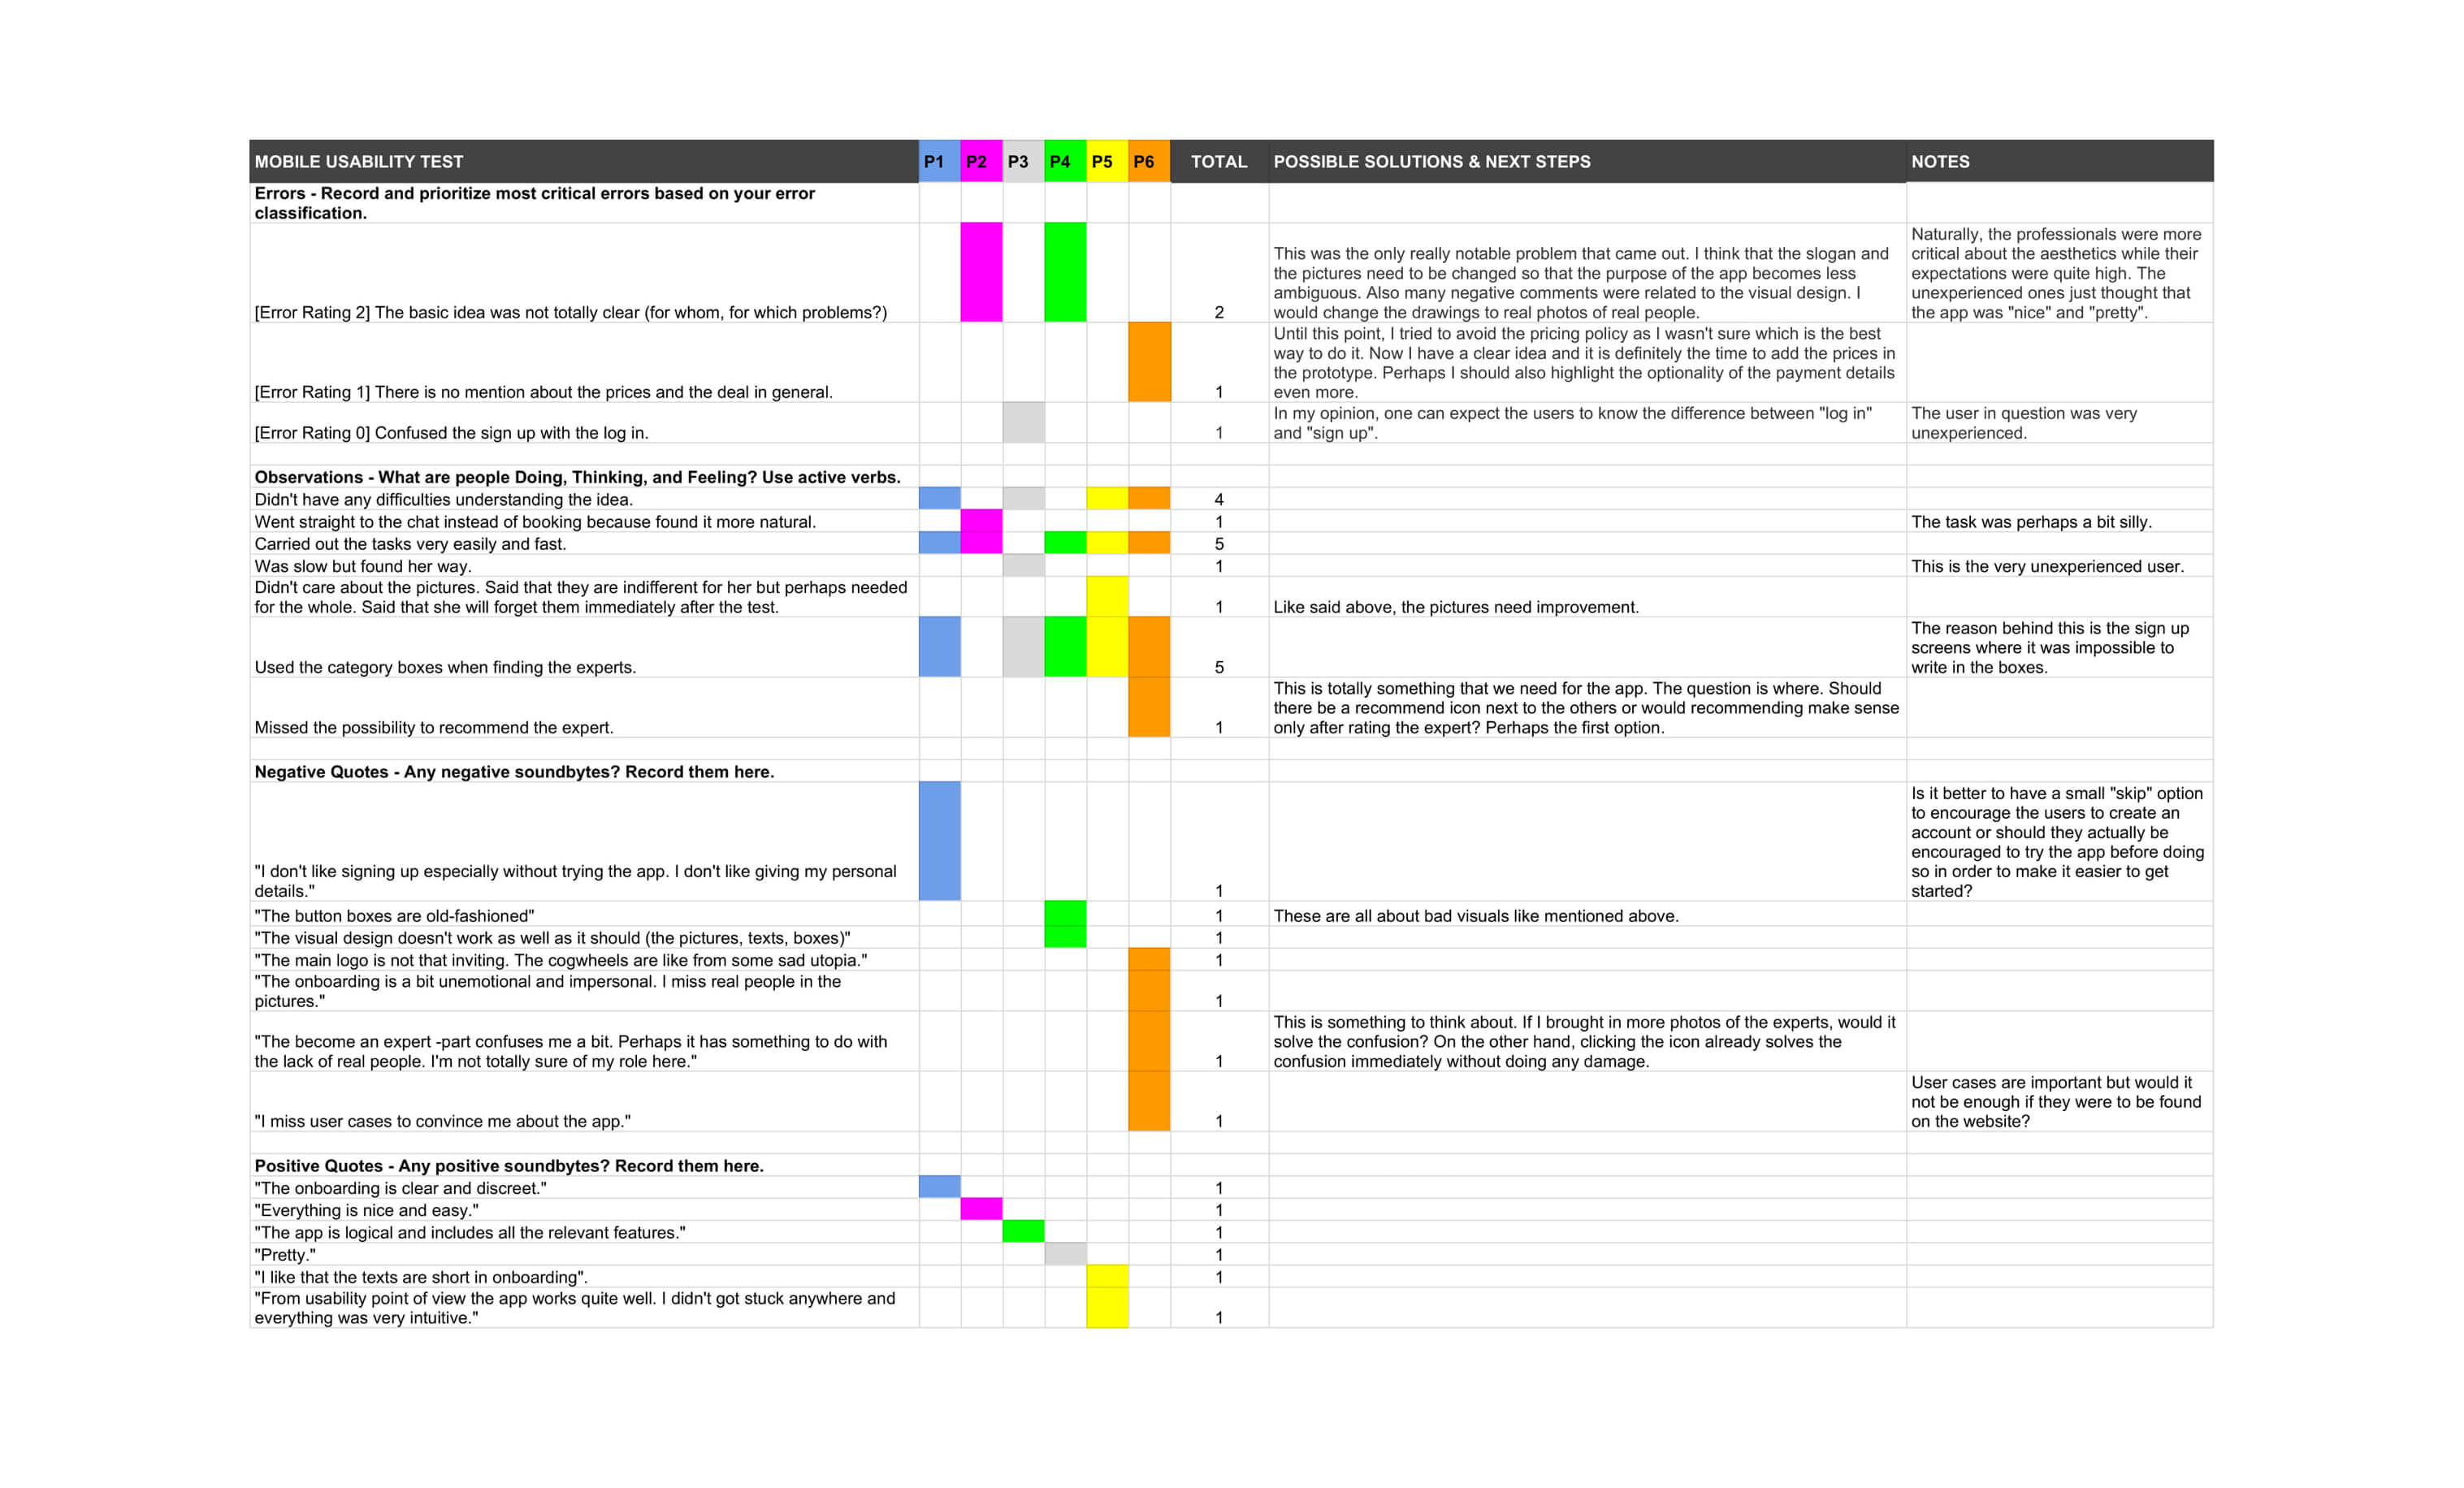 MOBILE USABILITY TEST P1 P2 P3 P4 P5 P6 TOTAL POSSIBLE SOLUTIONS & NEXT STEPS NOTES
Errors - Record and prioritize most critical errors based on your error
classification.
[Error Rating 2] The basic idea was not totally clear (for whom, for which problems?)
2
This was the only really notable problem that came out. I think that the slogan and
the pictures need to be changed so that the purpose of the app becomes less
ambiguous. Also many negative comments were related to the visual design. I
would change the drawings to real photos of real people.
Naturally, the professionals were more
critical about the aesthetics while their
expectations were quite high. The
unexperienced ones just thought that
the app was "nice" and "pretty".
[Error Rating 1] There is no mention about the prices and the deal in general.
1
Until this point, I tried to avoid the pricing policy as I wasn't sure which is the best
way to do it. Now I have a clear idea and it is definitely the time to add the prices in
the prototype. Perhaps I should also highlight the optionality of the payment details
even more.
[Error Rating 0] Confused the sign up with the log in.
1
In my opinion, one can expect the users to know the difference between "log in"
and "sign up".
The user in question was very
unexperienced.
Observations - What are people Doing, Thinking, and Feeling? Use active verbs.
Didn't have any difficulties understanding the idea.
4
Went straight to the chat instead of booking because found it more natural.
1
The task was perhaps a bit silly.
Carried out the tasks very easily and fast.
5
Was slow but found her way.
1
This is the very unexperienced user.
Didn't care about the pictures. Said that they are indifferent for her but perhaps needed
for the whole. Said that she will forget them immediately after the test.
1
Like said above, the pictures need improvement.
Used the category boxes when finding the experts.
5
The reason behind this is the sign up
screens where it was impossible to
write in the boxes.
Missed the possibility to recommend the expert.
1
This is totally something that we need for the app. The question is where. Should
there be a recommend icon next to the others or would recommending make sense
only after rating the expert? Perhaps the first option.
Negative Quotes - Any negative soundbytes? Record them here.
"I don't like signing up especially without trying the app. I don't like giving my personal
details."
1
Is it better to have a small "skip" option
to encourage the users to create an
account or should they actually be
encouraged to try the app before doing
so in order to make it easier to get
started?
"The button boxes are old-fashioned"
1
These are all about bad visuals like mentioned above.
"The visual design doesn't work as well as it should (the pictures, texts, boxes)"
1
"The main logo is not that inviting. The cogwheels are like from some sad utopia."
1
"The onboarding is a bit unemotional and impersonal. I miss real people in the
pictures."
1
"The become an expert -part confuses me a bit. Perhaps it has something to do with
the lack of real people. I'm not totally sure of my role here."
1
This is something to think about. If I brought in more photos of the experts, would it
solve the confusion? On the other hand, clicking the icon already solves the
confusion immediately without doing any damage.
"I miss user cases to convince me about the app."
1
User cases are important but would it
not be enough if they were to be found
on the website?
Positive Quotes - Any positive soundbytes? Record them here.
"The onboarding is clear and discreet."
1
"Everything is nice and easy."
1
"The app is logical and includes all the relevant features."
1
"Pretty."
1
"I like that the texts are short in onboarding".
1
"From usability point of view the app works quite well. I didn't got stuck anywhere and
everything was very intuitive."
1